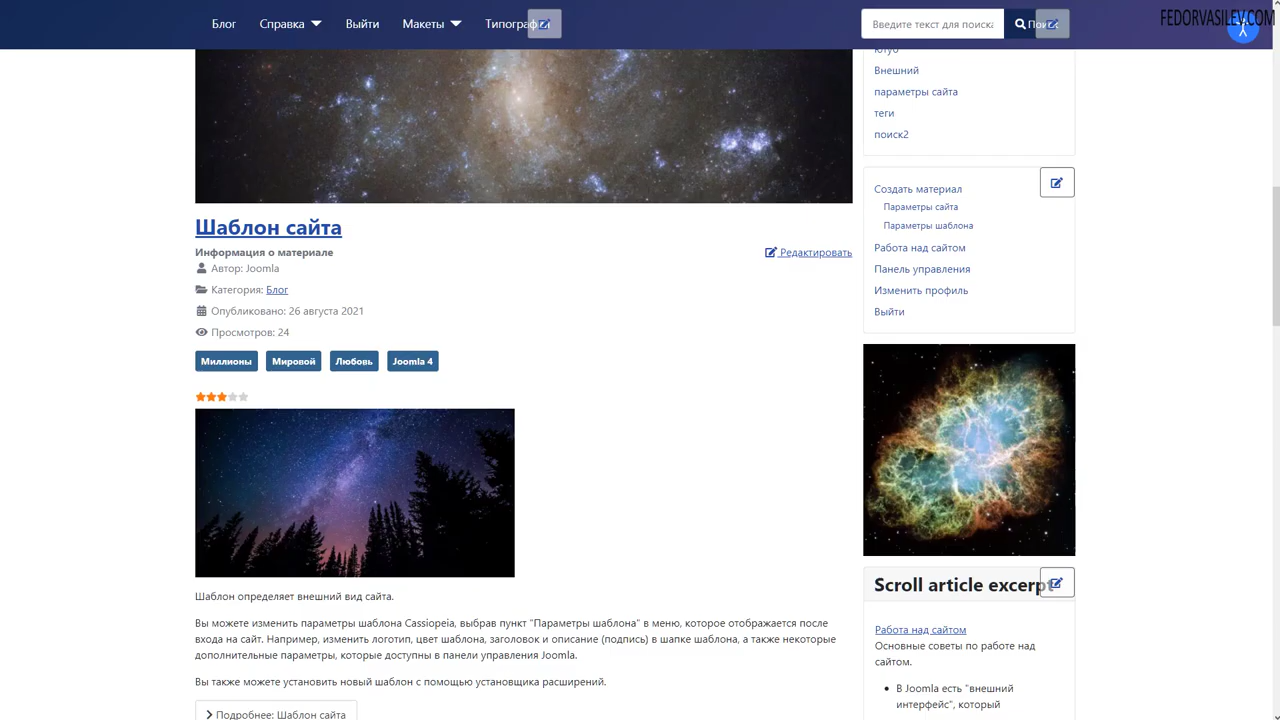 Блог Справка Выйти Макеты Типограф
Введите текст для поиска
FEDORVASILEV.COM
Шаблон сайта
Информация о материале
Редактировать
Автор: Joomla
Категория: Блог
Опубликовано: 26 августа 2021
Просмотров: 24
Миллионы Мировой Любовь Joomla 4
Шаблон определяет внешний вид сайта.
Вы можете изменить параметры шаблона Cassiopeia, выбрав пункт "Параметры шаблона" в меню, которое отображается после
входа на сайт. Например, изменить логотип, цвет шаблона, заголовок и описание (подпись) в шапке шаблона, а также некоторые
дополнительные параметры, которые доступны в панели управления Joomla.
Вы также можете установить новый шаблон с помощью установщика расширений.
Подробнее: Шаблон сайта
Внешний
параметры сайта
теги
поиск2
Создать материал
Параметры сайта
Параметры шаблона
Работа над сайтом
Панель управления
Изменить профиль
Выйти
Scroll article excerpt
Работа над сайтом
Основные советы по работе над
сайтом.
В Joomla есть "внешний
интерфейс", который